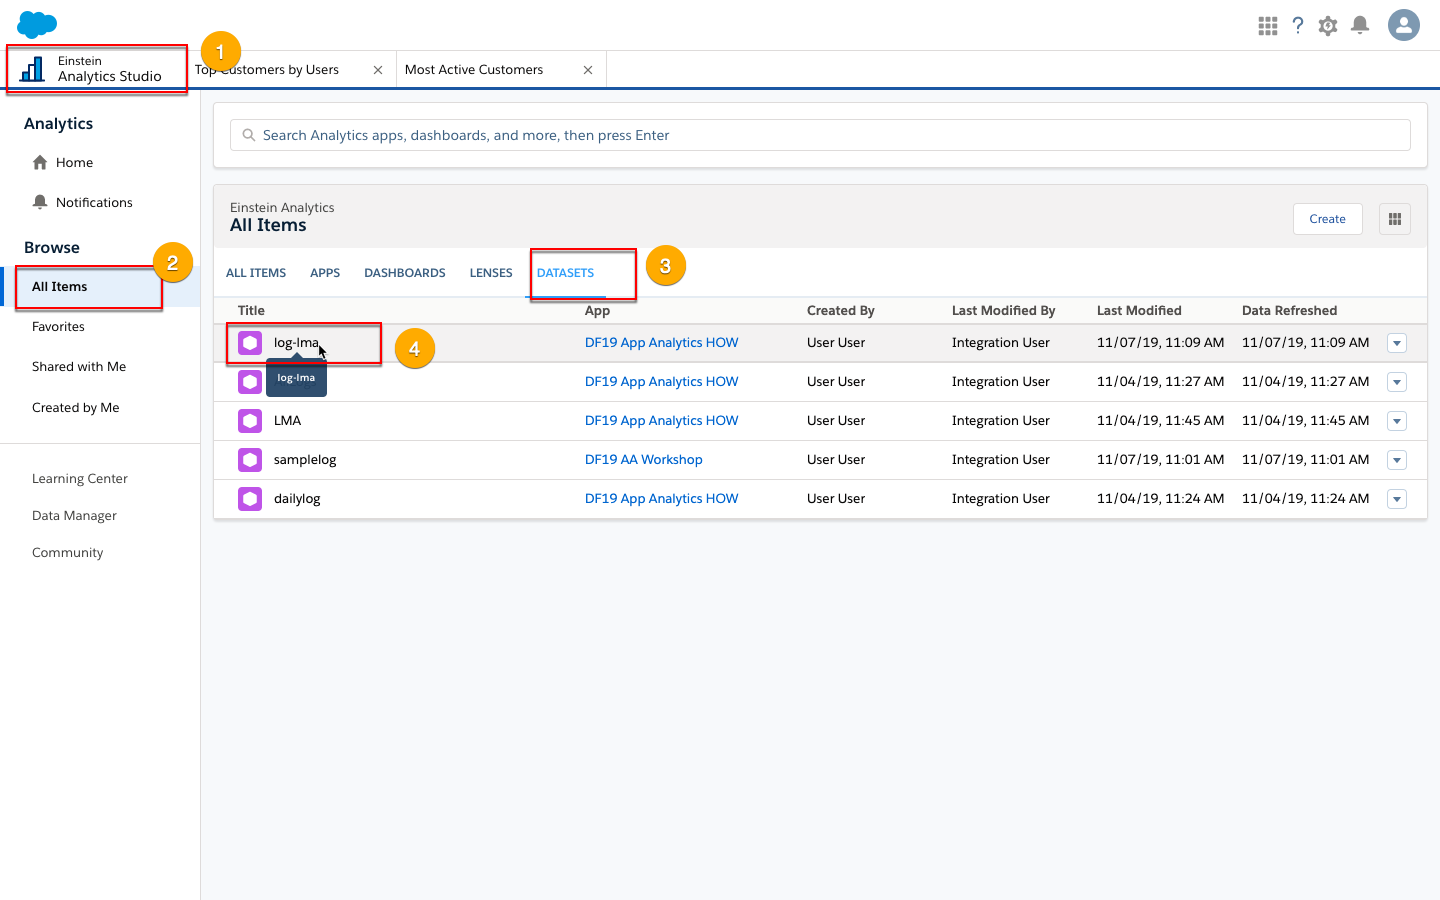 1
Einstein
Analytics Studio
Top Customers by Users
Most Active Customers
Analytics
Home
Notifications
Browse
2
All Items
Favorites
Shared with Me
Created by Me
Learning Center
Data Manager
Community
Search Analytics apps, dashboards, and more, then press Enter
Einstein Analytics
All Items
Create
ALL ITEMS APPS DASHBOARDS LENSES DATASETS 3
Title App Created By Last Modified By Last Modified Data Refreshed
log-lma 4 DF19 App Analytics HOW User User Integration User 11/07/19, 11:09 AM 11/07/19, 11:09 AM
log-lma
DF19 App Analytics HOW User User Integration User 11/04/19, 11:27 AM 11/04/19, 11:27 AM
LMA DF19 App Analytics HOW User User Integration User 11/04/19, 11:45 AM 11/04/19, 11:45 AM
samplelog DF19 AA Workshop User User Integration User 11/07/19, 11:01 AM 11/07/19, 11:01 AM
dailylog DF19 App Analytics HOW User User Integration User 11/04/19, 11:24 AM 11/04/19, 11:24 AM